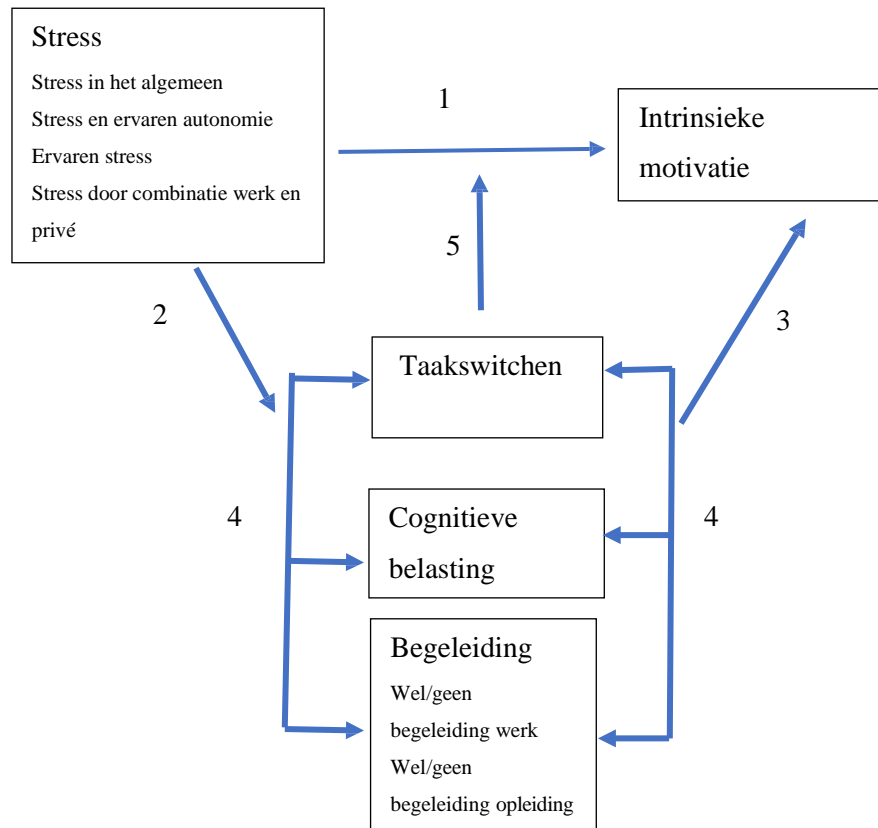 Stress
Stress in het algemeen
Stress en ervaren autonomie
Ervaren stress
Stress door combinatie werk en
privé
1
Intrinsieke
motivatie
5
2
3
Taakswitchen
4
Cognitieve
belasting
4
Begeleiding
Wel/geen
begeleiding werk
Wel/geen
begeleiding opleiding